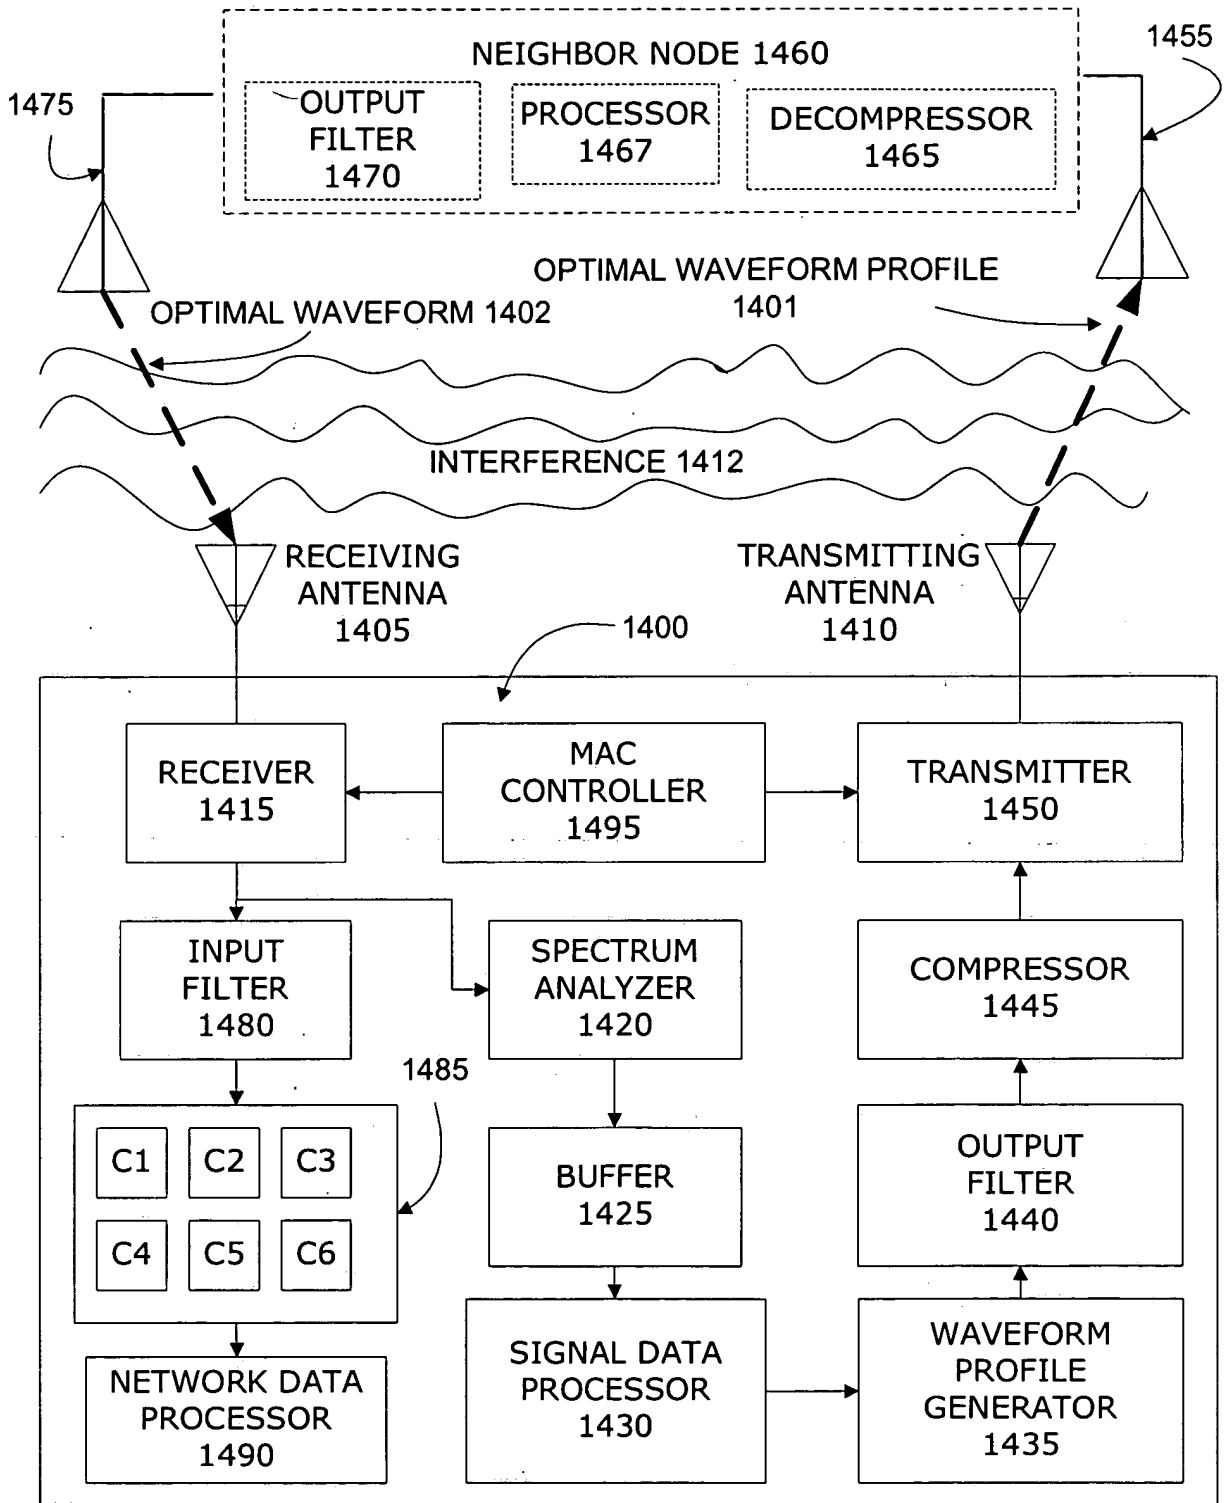 1455
NEIGHBOR NODE 1460
1475
OUTPUT
FILTER
1470
PROCESSOR
1467
DECOMPRESSOR
1465
OPTIMAL WAVEFORM PROFILE
1401
OPTIMAL WAVEFORM 1402
INTERFERENCE 1412
RECEIVING
ANTENNA
1405
TRANSMITTING
ANTENNA
1410
1400
RECEIVER
1415
MAC
CONTROLLER
1495
TRANSMITTER
1450
INPUT
FILTER
1480
SPECTRUM
ANALYZER
1420
COMPRESSOR
1445
1485
C1 C2 C3
C4 C5 C6
BUFFER
1425
OUTPUT
FILTER
1440
NETWORK DATA
PROCESSOR
1490
SIGNAL DATA
PROCESSOR
1430
WAVEFORM
PROFILE
GENERATOR
1435